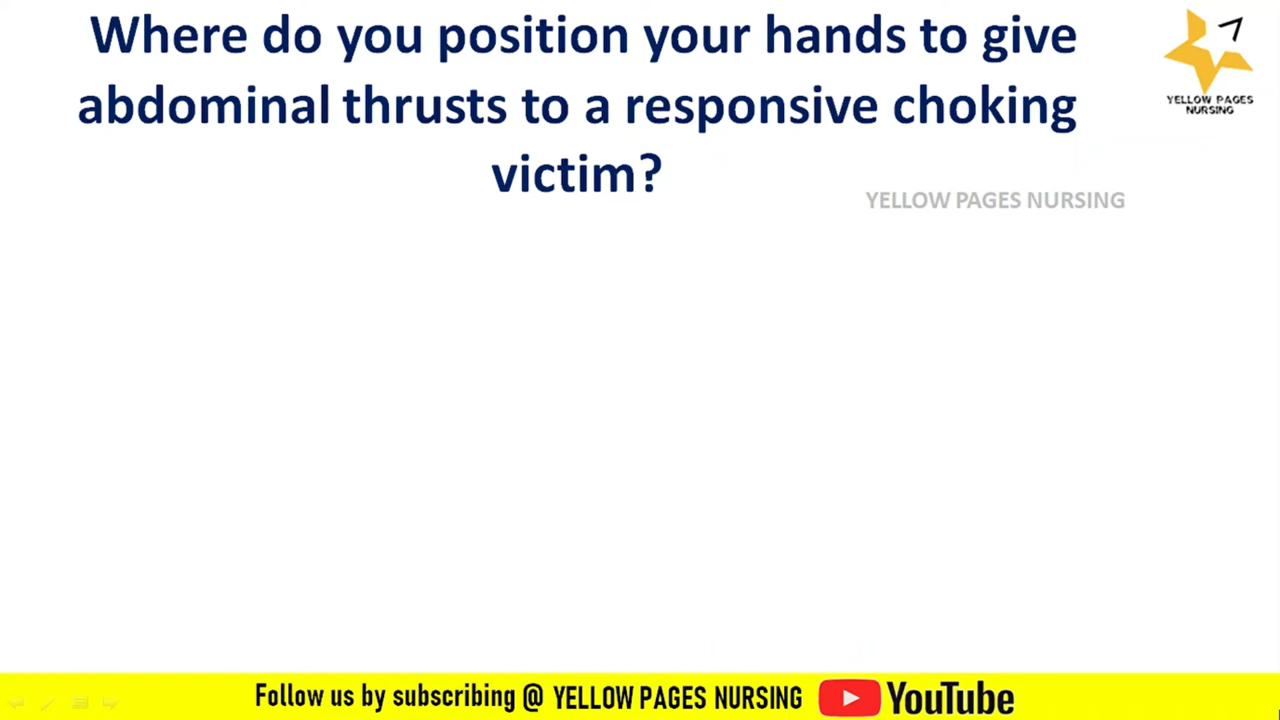 Where do you position your hands to give
abdominal thrusts to a responsive choking
victim?
YELLOW PAGES
NURSING
YELLOW PAGES NURSING
Follow us by subscribing @ YELLOW PAGES NURSING YouTube